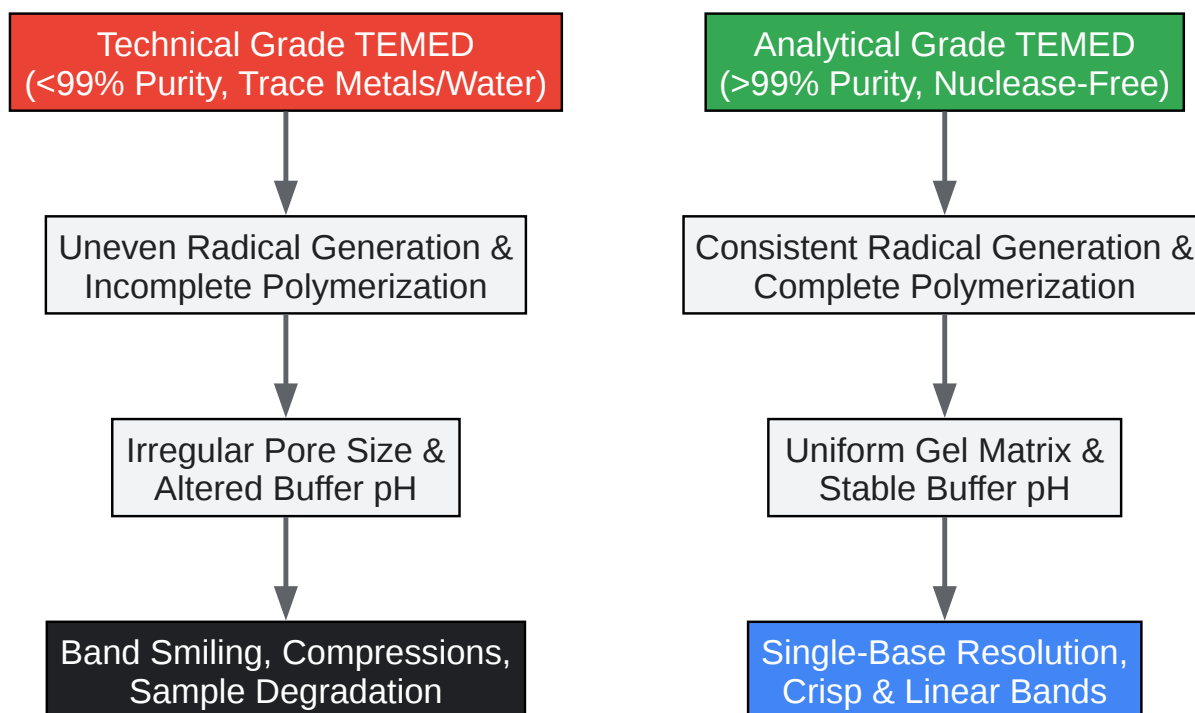 Technical Grade TEMED
(<99% Purity, Trace Metals/Water)
Analytical Grade TEMED
(>99% Purity, Nuclease-Free)
Uneven Radical Generation &
Incomplete Polymerization
Consistent Radical Generation &
Complete Polymerization
Irregular Pore Size &
Altered Buffer pH
Uniform Gel Matrix &
Stable Buffer pH
Band Smiling, Compressions,
Sample Degradation
Single-Base Resolution,
Crisp & Linear Bands